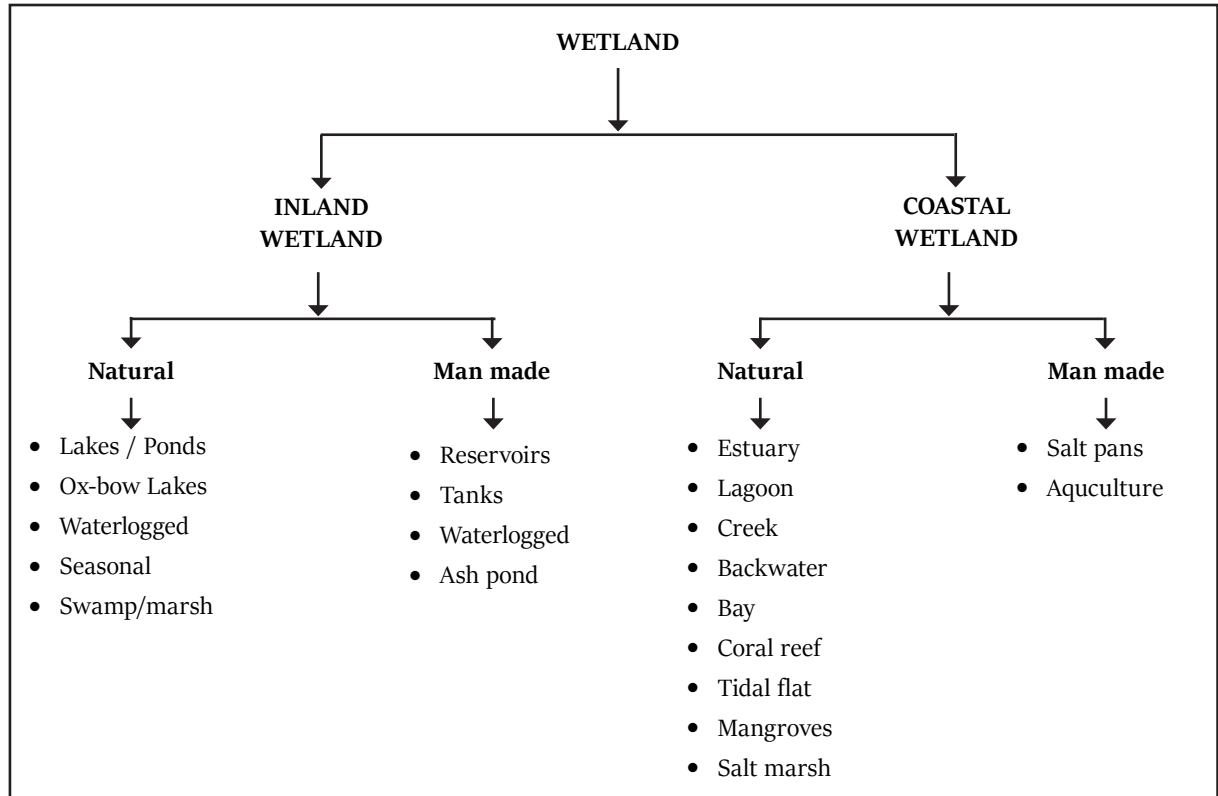 WETLAND
INLAND
WETLAND
COASTAL
WETLAND
Natural
Man made
Natural
Man made
• Lakes / Ponds
• Ox-bow Lakes
• Waterlogged
• Seasonal
• Swamp/marsh
• Reservoirs
• Tanks
• Waterlogged
• Ash pond
• Estuary
• Lagoon
• Creek
• Backwater
• Bay
• Coral reef
• Tidal flat
• Mangroves
• Salt marsh
• Salt pans
• Aquculture